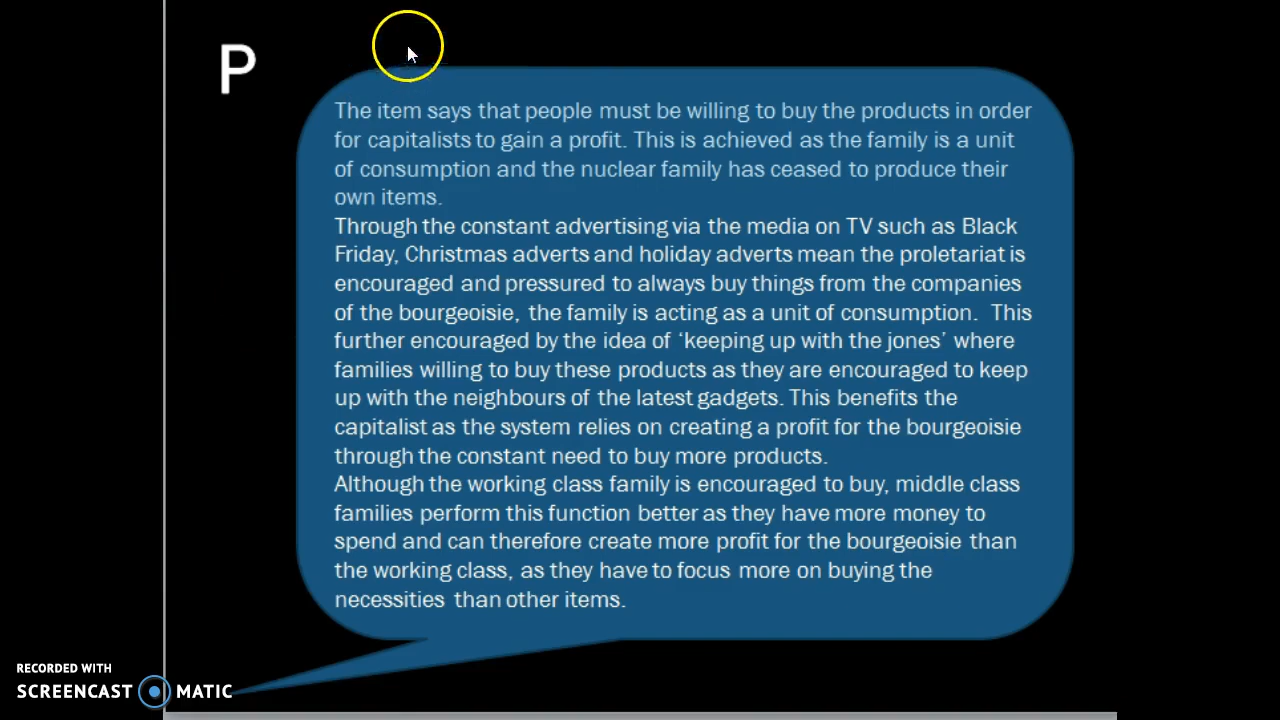 P
The item says that people must be willing to buy the products in order
for capitalists to gain a profit. This is achieved as the family is a unit
of consumption and the nuclear family has ceased to produce their
own items.
Through the constant advertising via the media on TV such as Black
Friday, Christmas adverts and holiday adverts mean the proletariat is
encouraged and pressured to always buy things from the companies
of the bourgeoisie, the family is acting as a unit of consumption. This
further encouraged by the idea of ‘keeping up with the jones’ where
families willing to buy these products as they are encouraged to keep
up with the neighbours of the latest gadgets. This benefits the
capitalist as the system relies on creating a profit for the bourgeoisie
through the constant need to buy more products.
Although the working class family is encouraged to buy, middle class
families perform this function better as they have more money to
spend and can therefore create more profit for the bourgeoisie than
the working class, as they have to focus more on buying the
necessities than other items.
RECORDED WITH
SCREENCAST MATIC